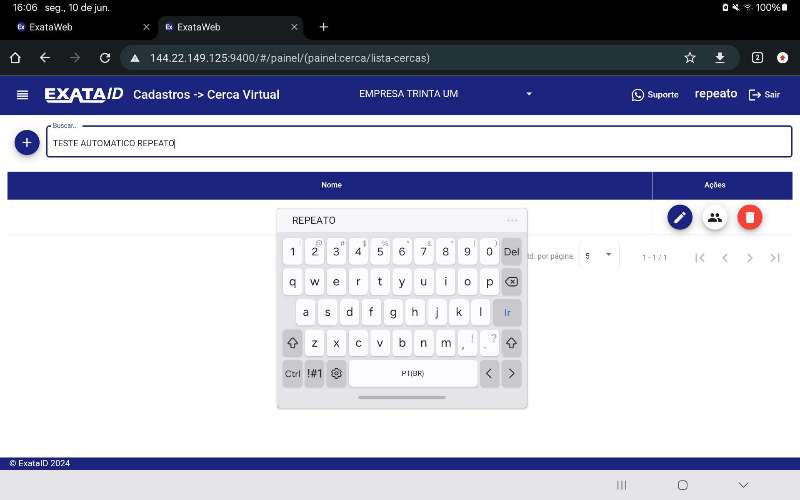 16:06 seg., 10 de jun. 100%
ExataWeb
ExataWeb
144.22.149.125:9400/#/painel/(painel:cerca/lista-cercas)
2
EXATAID Cadastros -> Cerca Virtual EMPRESA TRINTA UM Suporte repeato Sair
Buscar...
TESTE AUTOMATICO REPEATO
Nome Ações
REPEATO
td. por página: 5 1 - 1 / 1
1 2 3 4 5 6 7 8 9 0 Del
q w e r t y u i o p
a s d f g h j k l Ir
z x c v b n m , ! . ?
Ctrl !#1 PT(BR) < >
© ExataID 2024